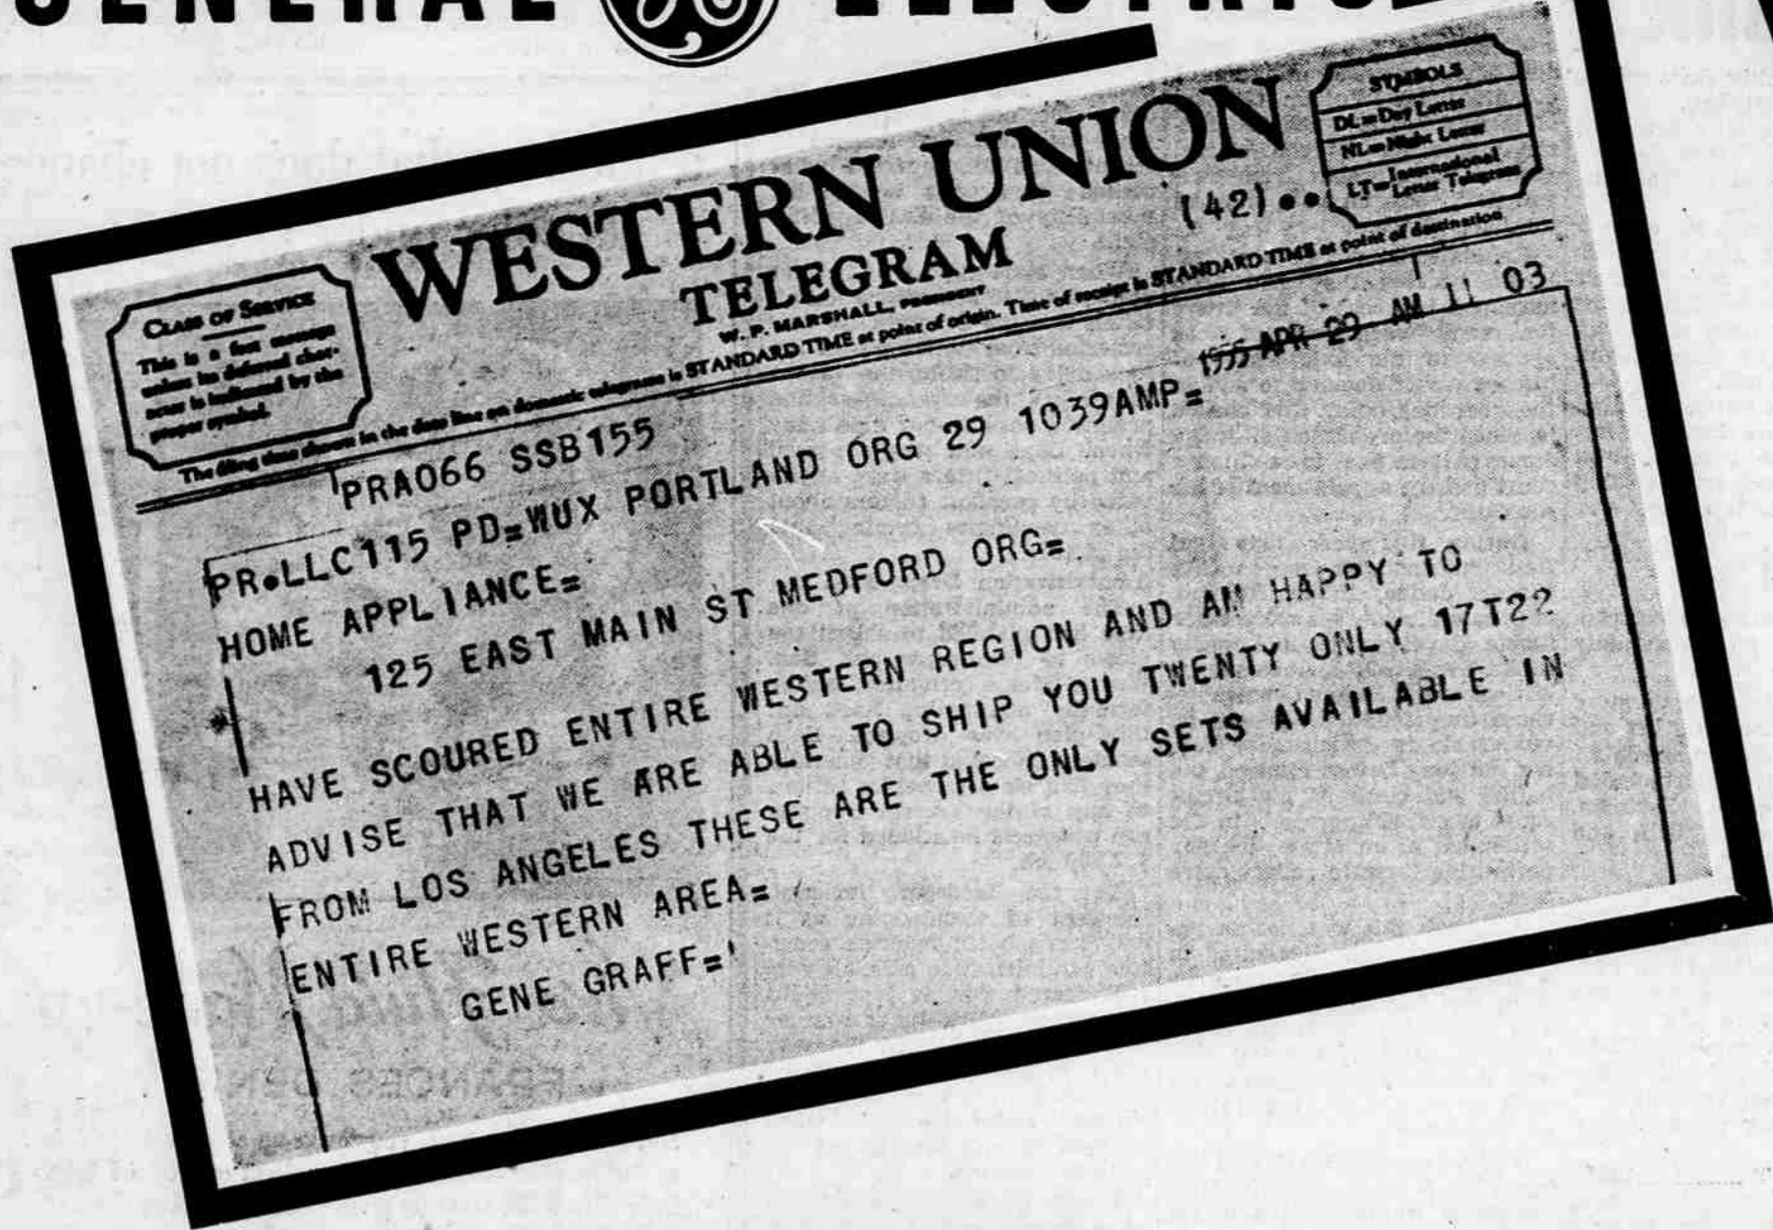 GENERAL GE ELECTRIC
WESTERN UNION
TELEGRAM
W. P. MARSHALL, PRESIDENT
(42)..
SYMBOLS
DL=Day Letter
NL=Night Letter
LT=International Letter Telegram
CLASS OF SERVICE
This is a fast message
unless its deferred char-
acter is indicated by the
proper symbol.
The filing time shown in the date line on domestic telegrams is STANDARD TIME at point of origin. Time of receipt is STANDARD TIME at point of destination
1955 APR 29 AM 11 03
PRA066 SSB155
PR.LLC115 PD=WUX PORTLAND ORG 29 1039AMP=
HOME APPLIANCE=
125 EAST MAIN ST MEDFORD ORG=
HAVE SCOURED ENTIRE WESTERN REGION AND AM HAPPY TO
ADVISE THAT WE ARE ABLE TO SHIP YOU TWENTY ONLY 17T22
FROM LOS ANGELES THESE ARE THE ONLY SETS AVAILABLE IN
ENTIRE WESTERN AREA=
GENE GRAFF='